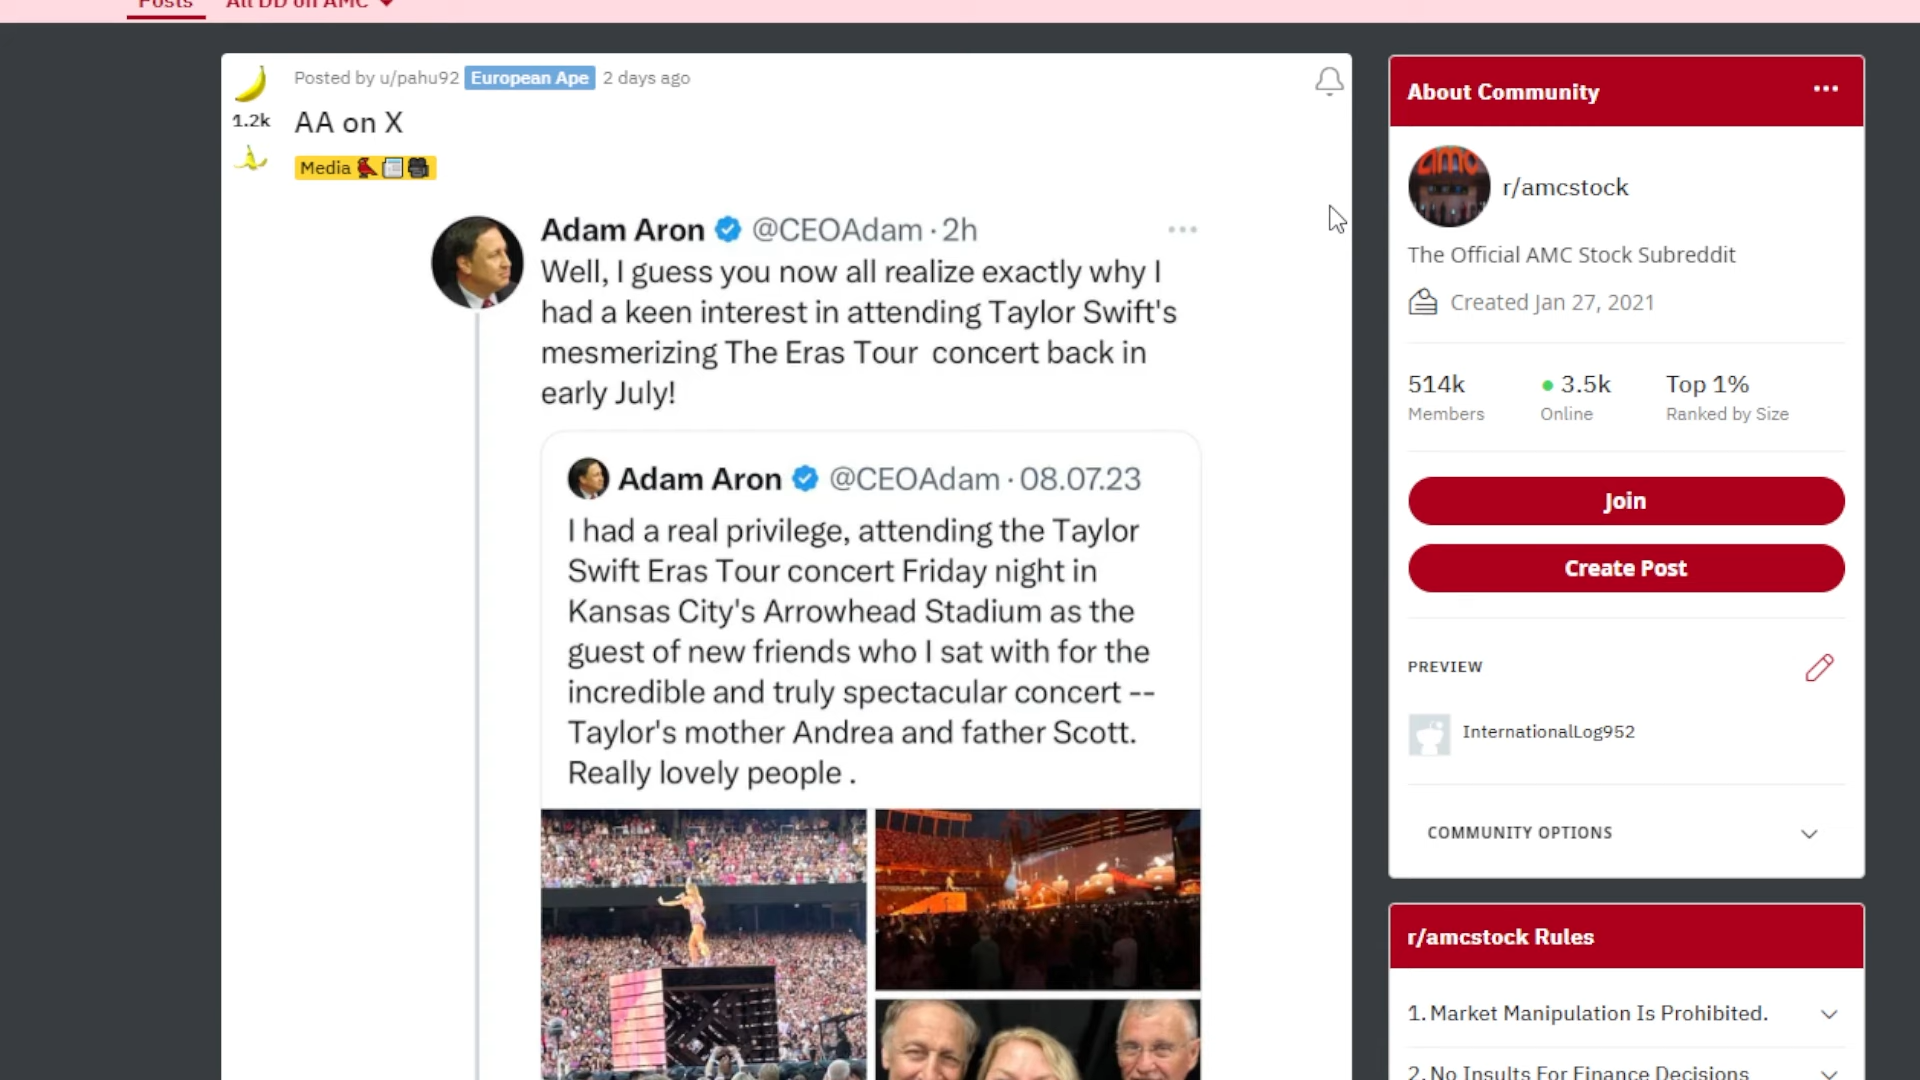 Posts All DD on AMC
Posted by u/pahu92 European Ape 2 days ago
1.2k
AA on X
Media
Adam Aron @CEOAdam · 2h
Well, I guess you now all realize exactly why I
had a keen interest in attending Taylor Swift's
mesmerizing The Eras Tour concert back in
early July!
Adam Aron @CEOAdam · 08.07.23
I had a real privilege, attending the Taylor
Swift Eras Tour concert Friday night in
Kansas City's Arrowhead Stadium as the
guest of new friends who I sat with for the
incredible and truly spectacular concert --
Taylor's mother Andrea and father Scott.
Really lovely people .
About Community
amc
r/amcstock
The Official AMC Stock Subreddit
Created Jan 27, 2021
514k 3.5k Top 1%
Members Online Ranked by Size
Join
Create Post
PREVIEW
InternationalLog952
COMMUNITY OPTIONS
r/amcstock Rules
1. Market Manipulation Is Prohibited.
2. No Insults For Finance Decisions